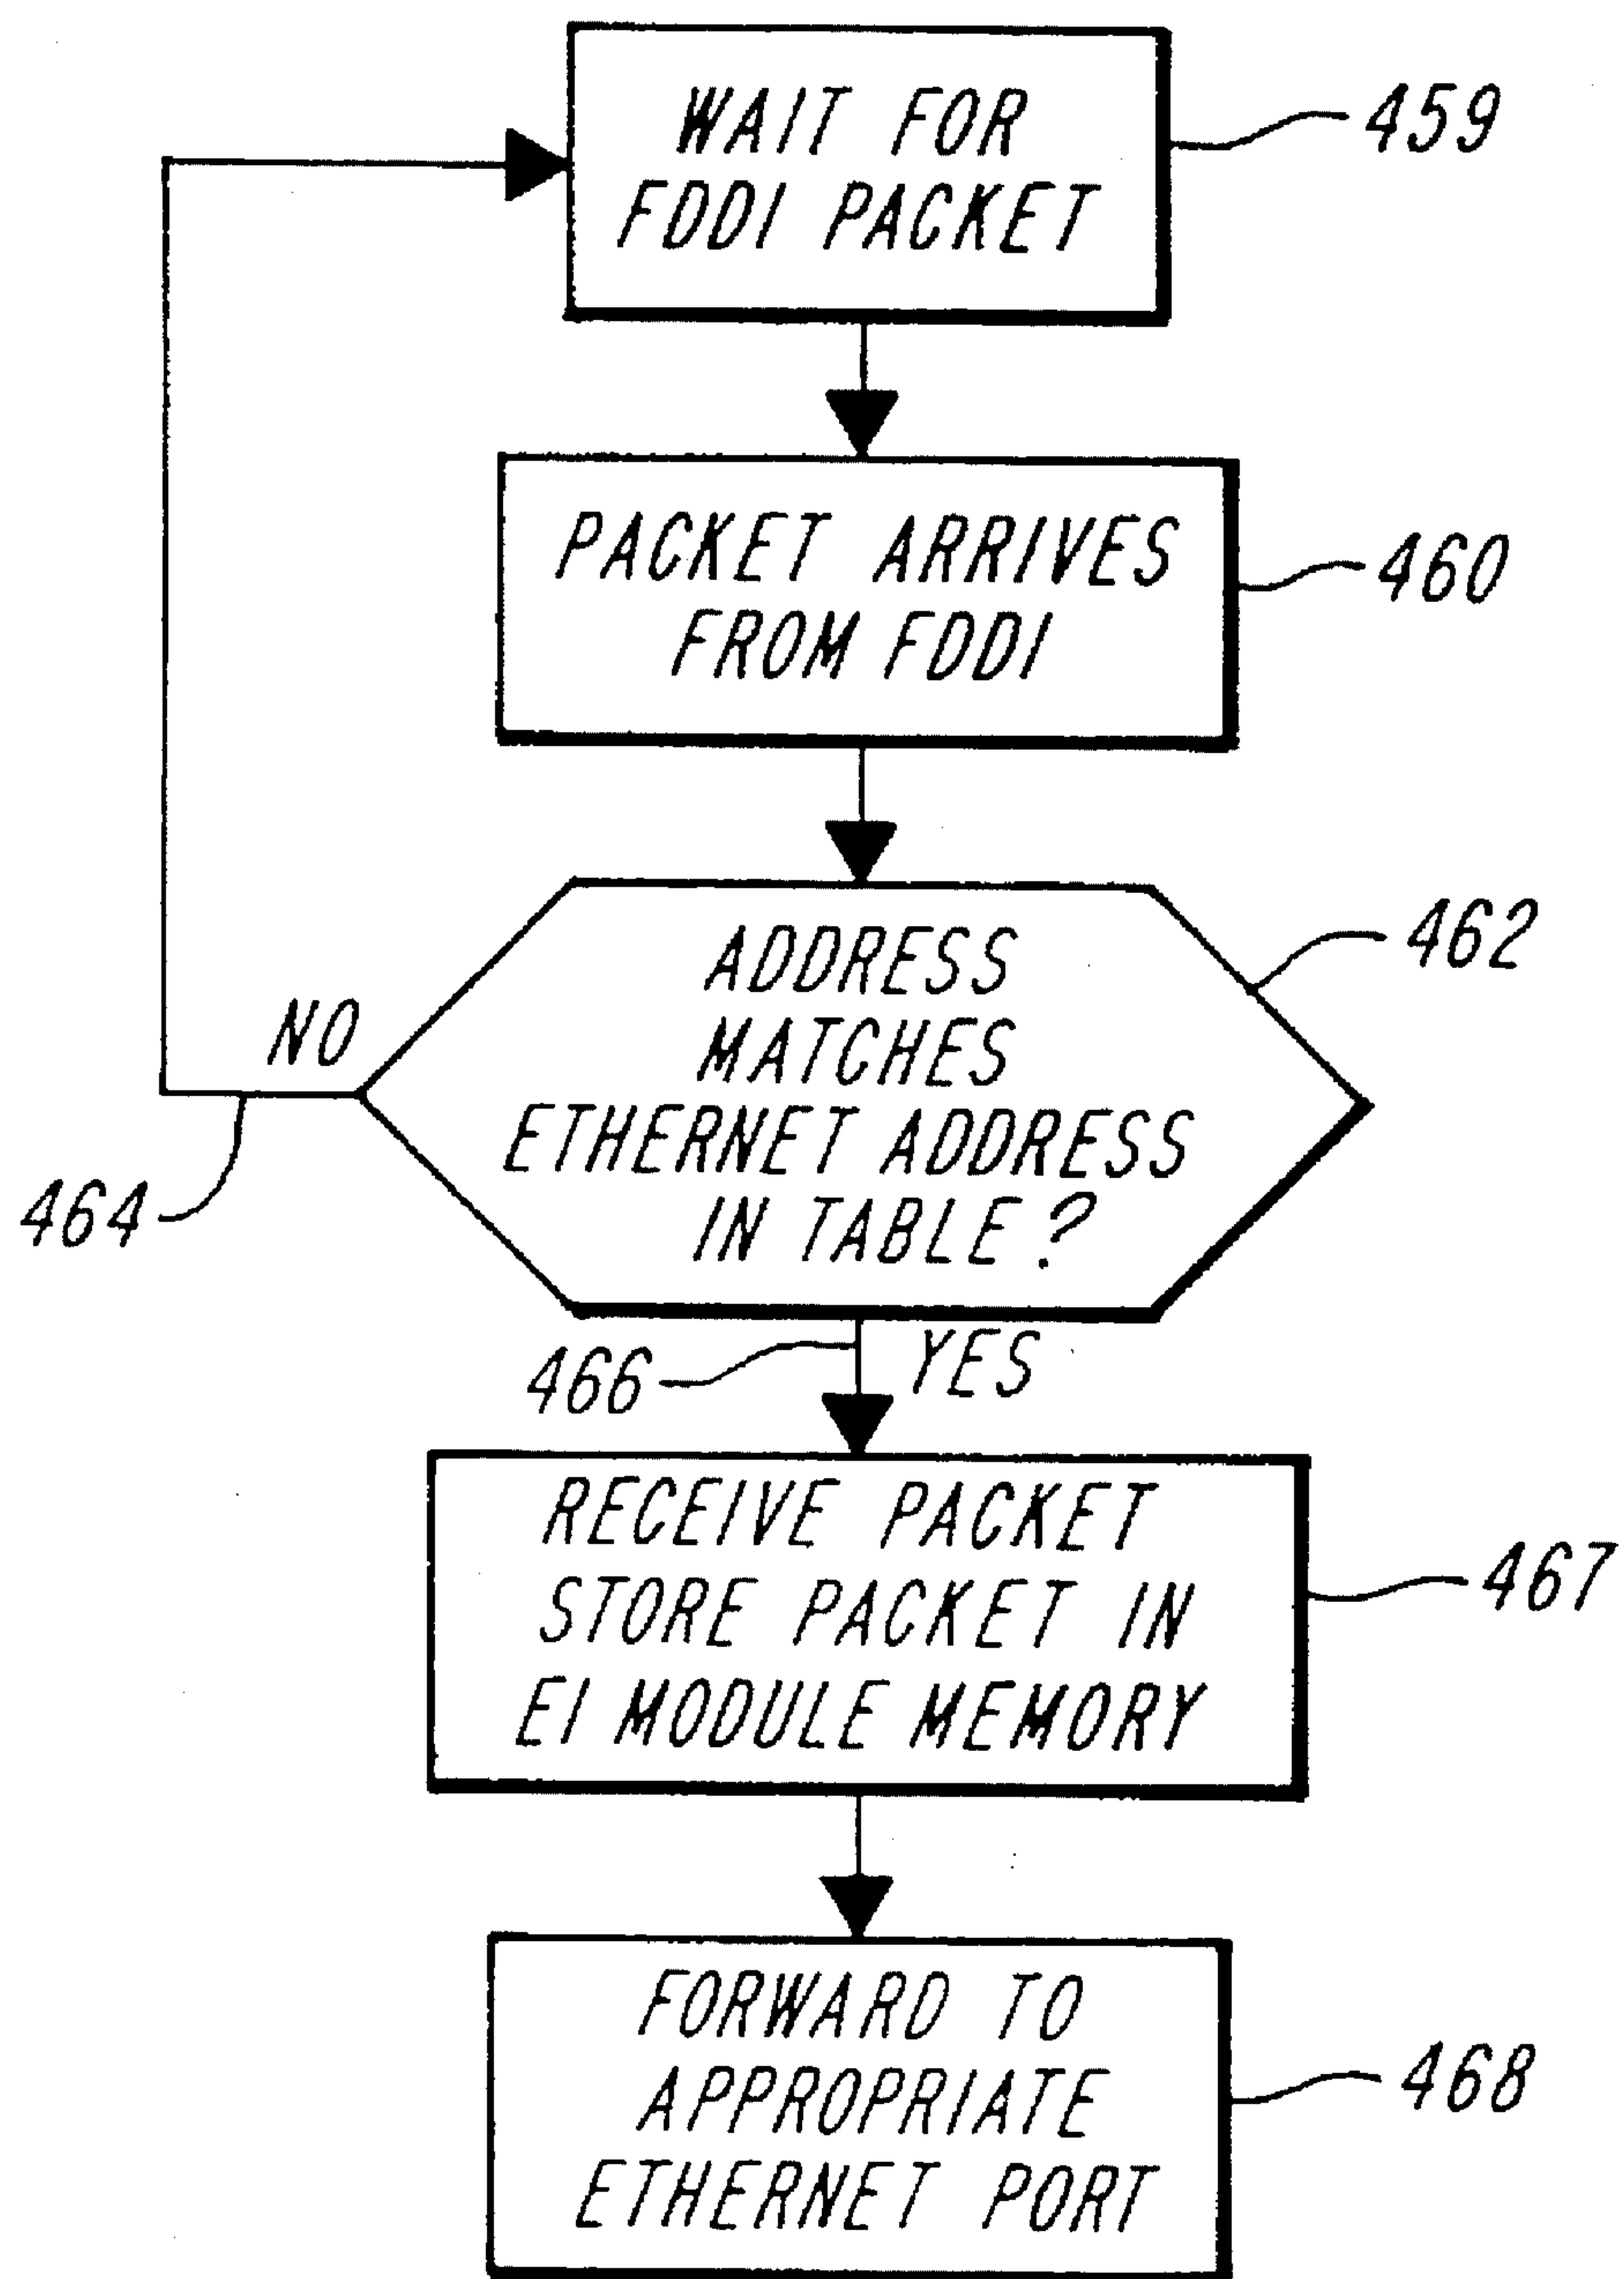 WAIT FOR
FDDI PACKET
459
PACKET ARRIVES
FROM FDDI
460
ADDRESS
MATCHES
ETHERNET ADDRESS
IN TABLE?
462
NO
464
466
YES
RECEIVE PACKET
STORE PACKET IN
EI MODULE MEMORY
467
FORWARD TO
APPROPRIATE
ETHERNET PORT
468